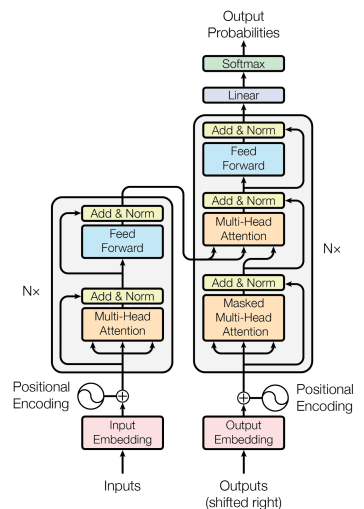 Output
Probabilities
Softmax
Linear
Add & Norm
Feed
Forward
Add & Norm
Multi-Head
Attention
Add & Norm
Masked
Multi-Head
Attention
Nx
Add & Norm
Feed
Forward
Add & Norm
Multi-Head
Attention
N×
Positional
Encoding
Positional
Encoding
Input
Embedding
Output
Embedding
Inputs
Outputs
(shifted right)